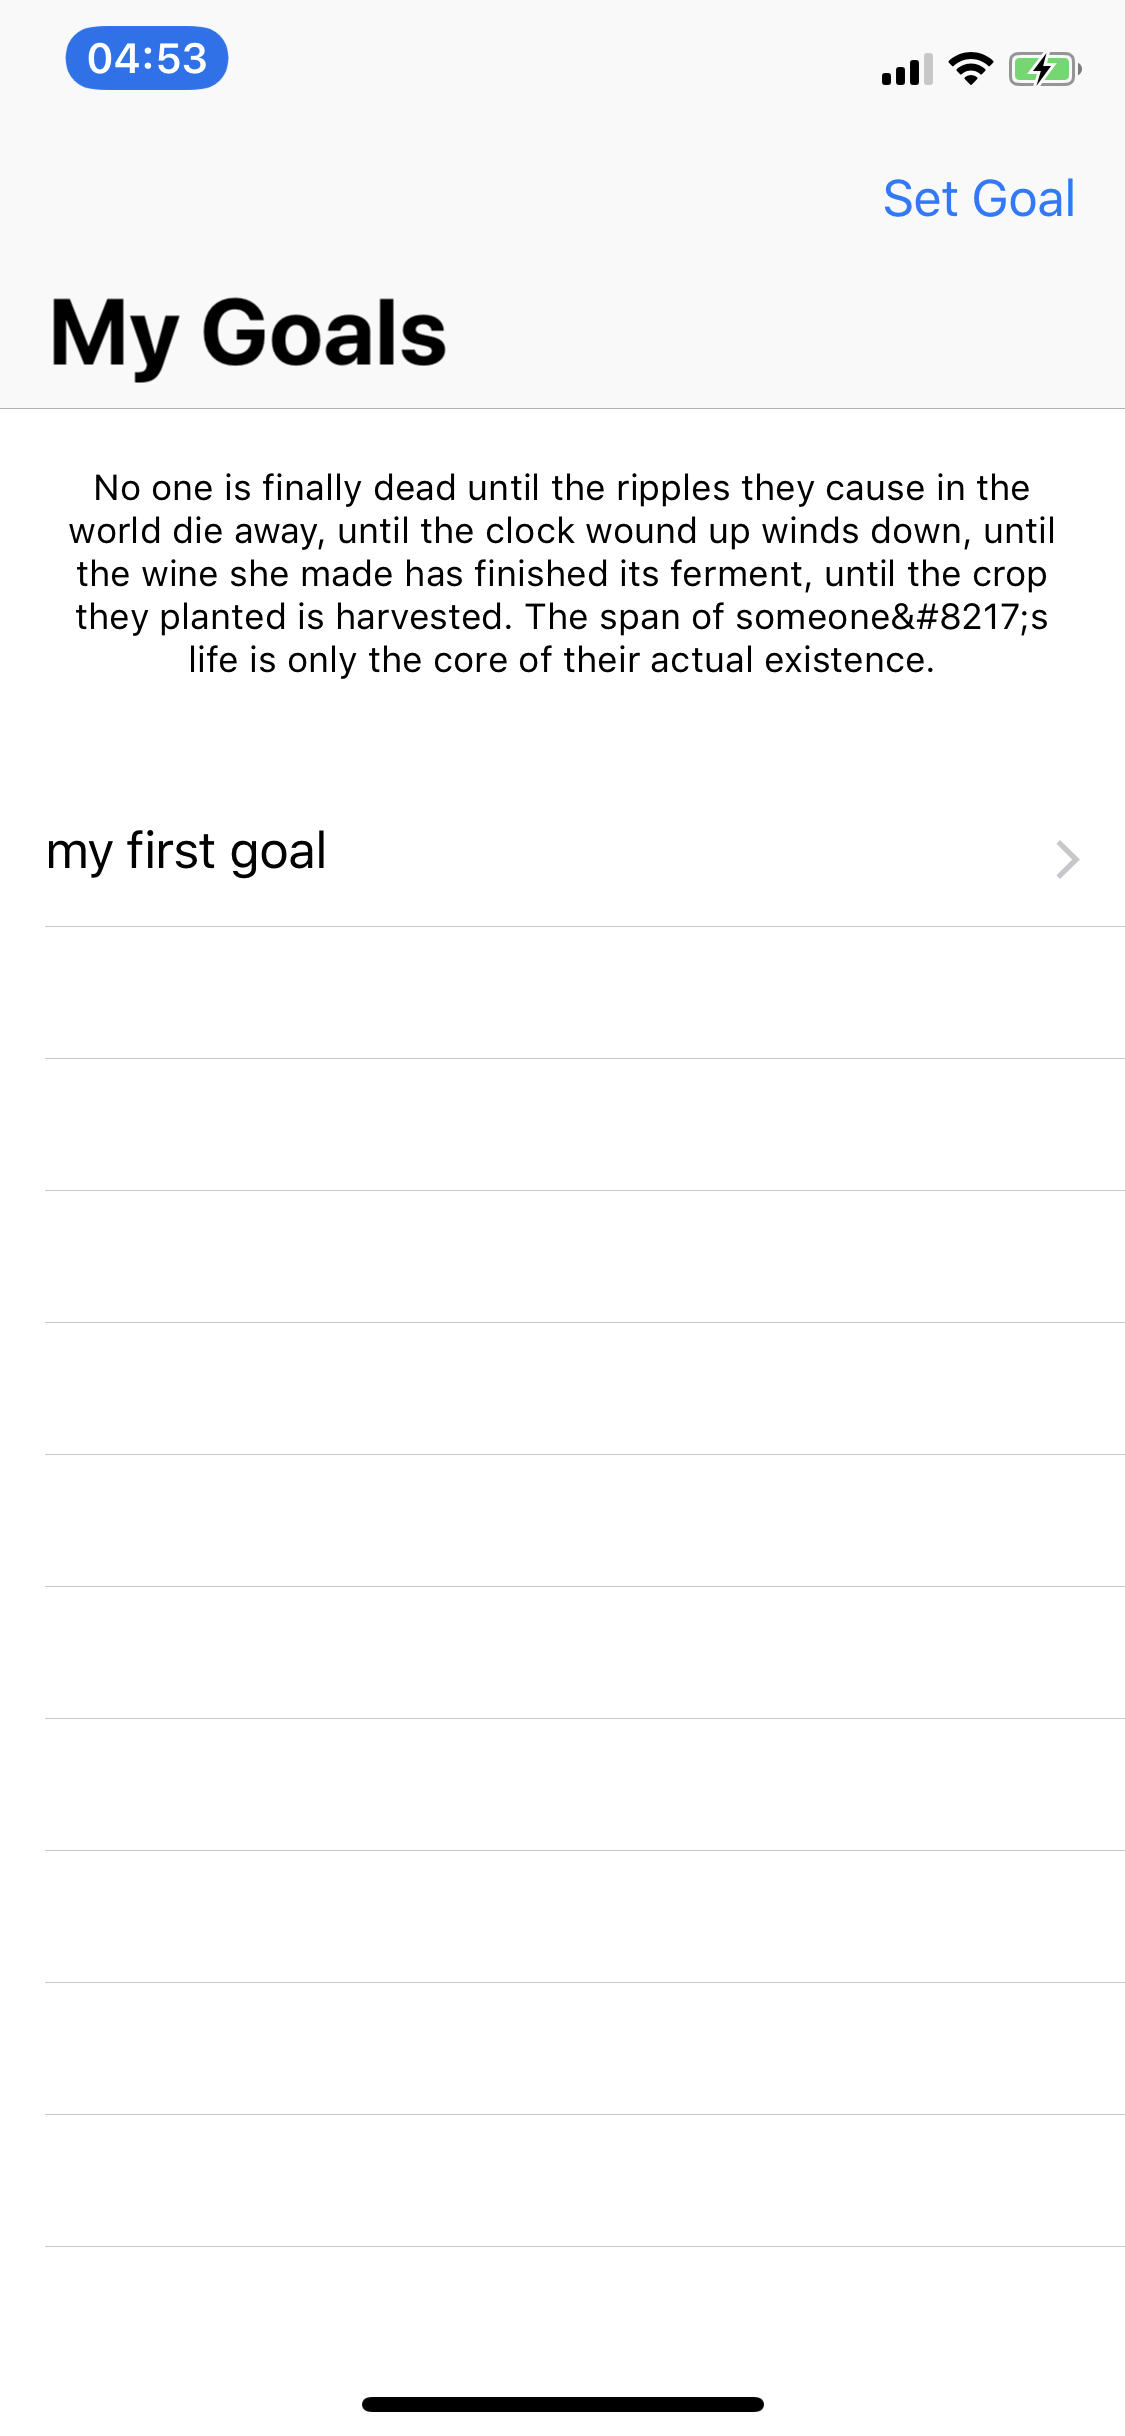 04:53
Set Goal
My Goals
No one is finally dead until the ripples they cause in the
world die away, until the clock wound up winds down, until
the wine she made has finished its ferment, until the crop
they planted is harvested. The span of someone&#8217;s
life is only the core of their actual existence.
my first goal